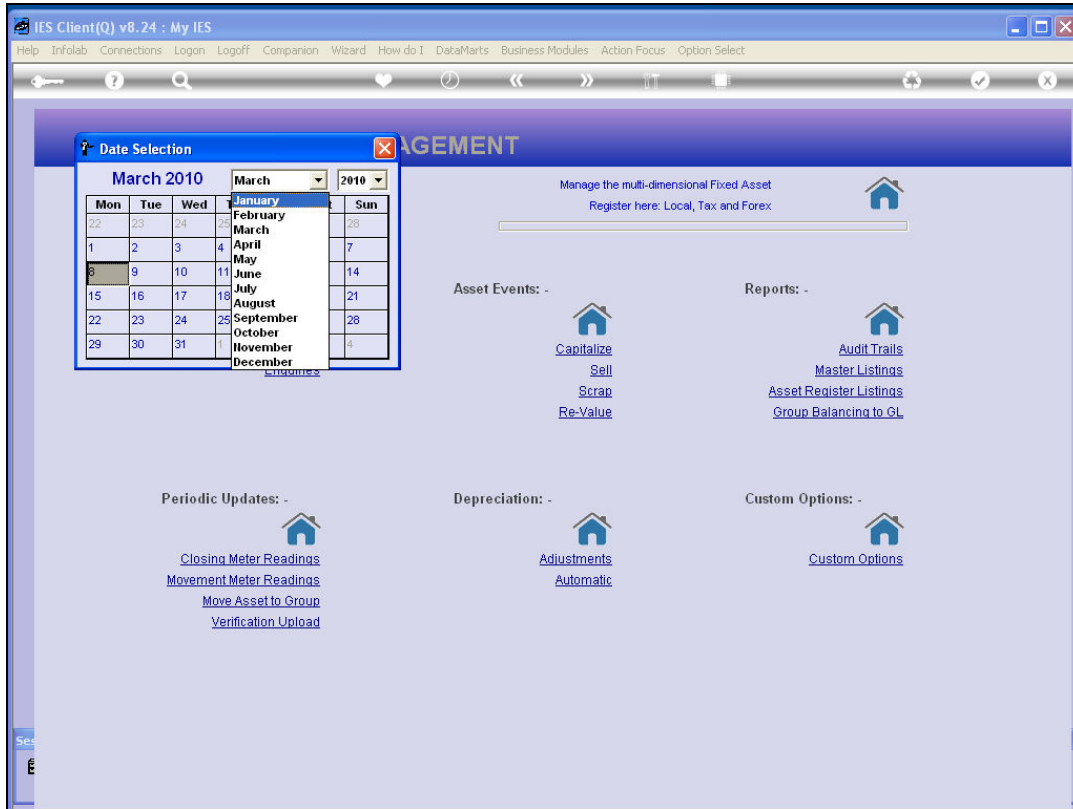 IES Client(Q) v8.24 : My IES
Help Infolab Connections Logon Logoff Companion Wizard How do I DataMarts Business Modules Action Focus Option Select
AGEMENT
Date Selection
March 2010 March 2010
Mon Tue Wed T t Sun
22 23 24 25 28
1 2 3 4 7
8 9 10 11 14
15 16 17 18 21
22 23 24 25 28
29 30 31 1 4
January
February
March
April
May
June
July
August
September
October
November
December
Manage the multi-dimensional Fixed Asset
Register here: Local, Tax and Forex
Enquiries
Asset Events: -
Capitalize
Sell
Scrap
Re-Value
Reports: -
Audit Trails
Master Listings
Asset Register Listings
Group Balancing to GL
Periodic Updates: -
Closing Meter Readings
Movement Meter Readings
Move Asset to Group
Verification Upload
Depreciation: -
Adjustments
Automatic
Custom Options: -
Custom Options
Ses